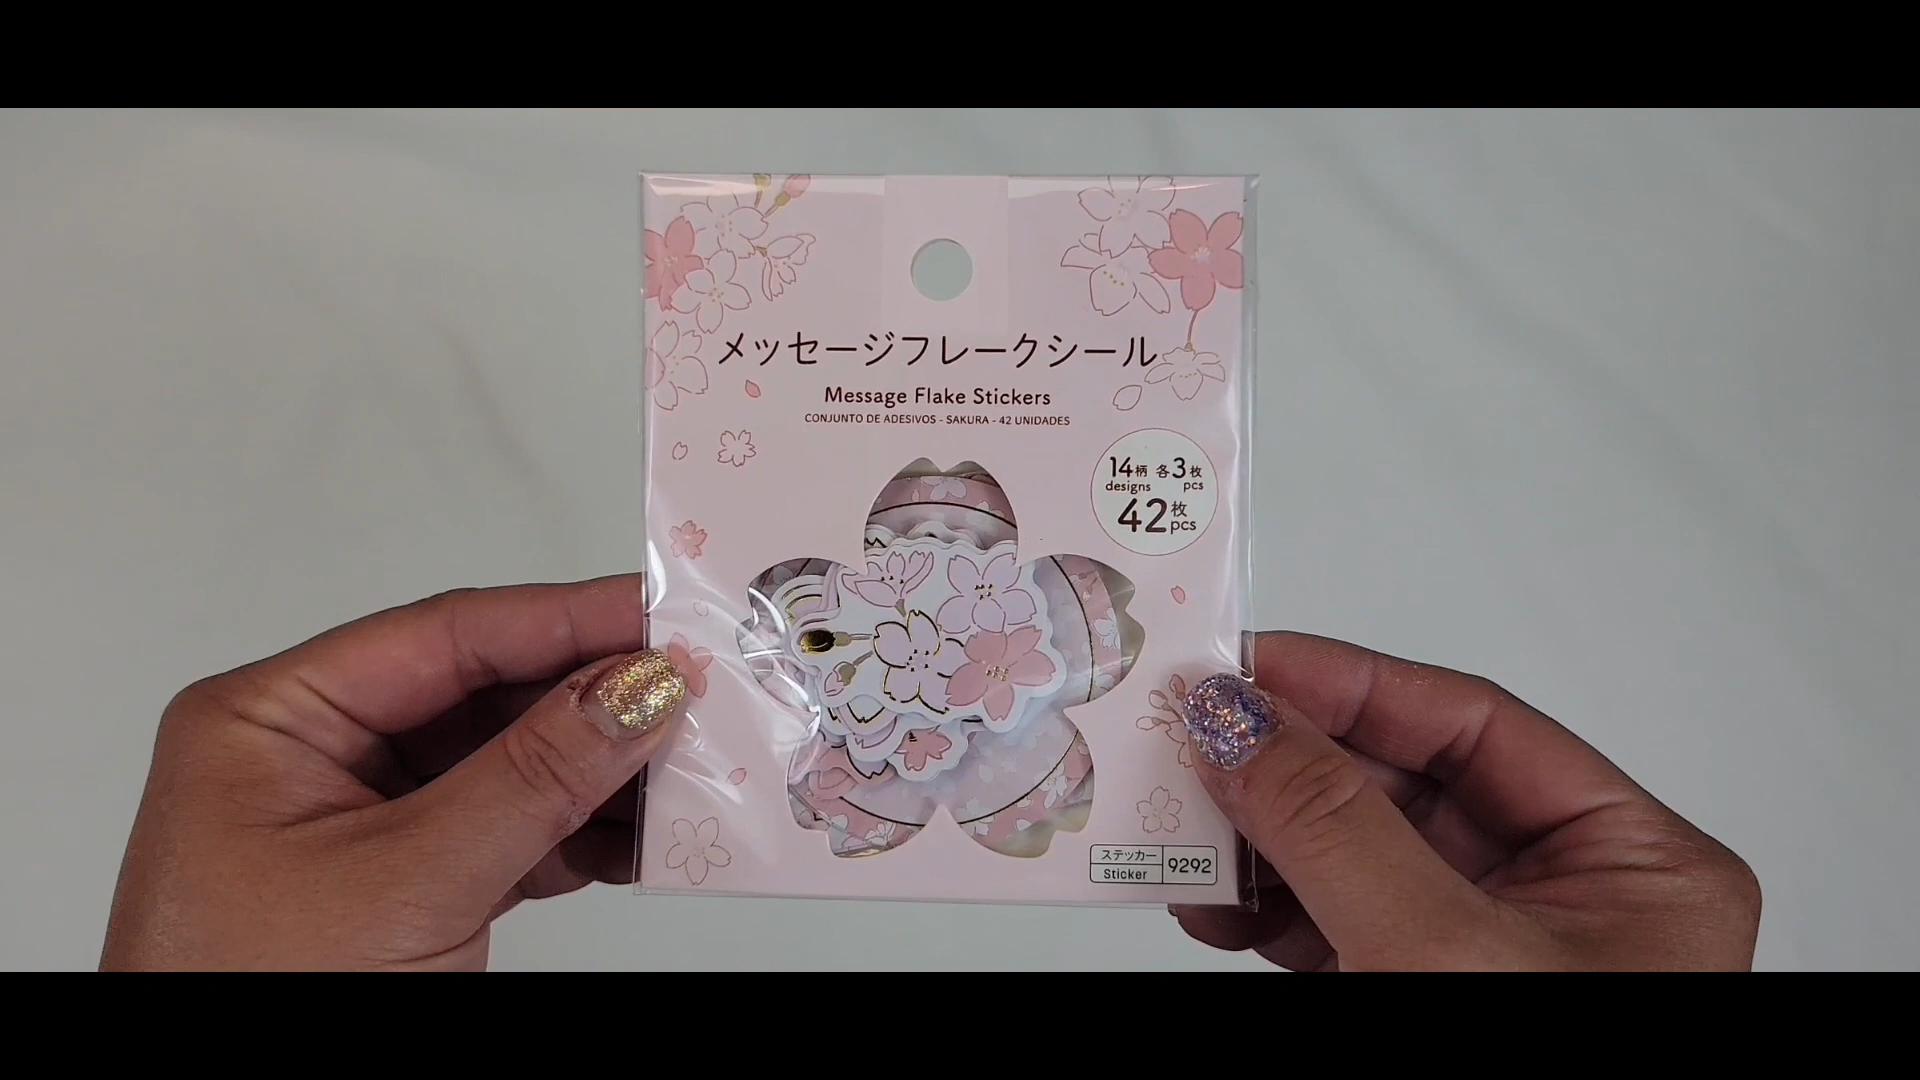 メッセージフレークシール
Message Flake Stickers
CONJUNTO DE ADESIVOS - SAKURA - 42 UNIDADES
14柄 各3枚
designs pcs
42枚
pcs
ステッカー
Sticker
9292